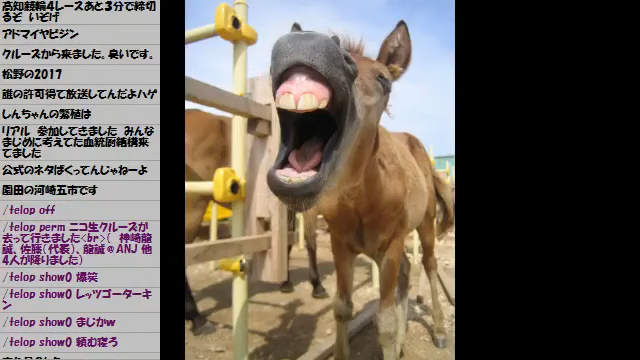 高知競輪4レースあと3分で締切
るぞ いそげ
アドマイヤビジン
クルーズから来ました、臭いです。
松野の2017
誰の許可得て放送してんだよハゲ
しんちゃんの繁殖は
リアル 参加してきました みんな
まじめに考えてた血統厨結構来
てました
公式のネタぱくってんじゃねーよ
園田の河崎五市です
/telop off
/telop perm ニコ生クルーズが
去って行きました<br>( 神崎龍
誠、佐藤(代表)、龍誠@ANJ 他
4人が降りました)
/telop show0 爆笑
/telop show0 レッツゴーターキ
ン
/telop show0 まじかw
/telop show0 頼む寝ろ